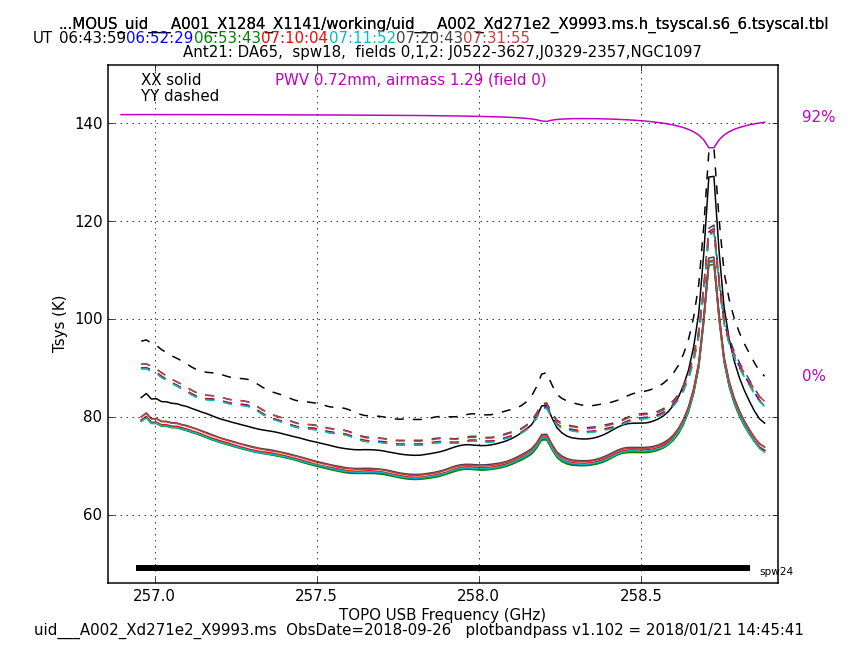 ...MOUS_uid___A001_X1284_X1141/working/uid___A002_Xd271e2_X9993.ms.h_tsyscal.s6_6.tsyscal.tbl
UT 06:43:59 06:52:29 06:53:43 07:10:04 07:11:52 07:20:43 07:31:55
Ant21: DA65, spw18, fields 0,1,2: J0522-3627,J0329-2357,NGC1097
XX solid
PWV 0.72mm, airmass 1.29 (field 0)
YY dashed
92%
140
120
100
80
60
Tsys (K)
0%
spw24
257.0 257.5 258.0 258.5
TOPO USB Frequency (GHz)
uid___A002_Xd271e2_X9993.ms ObsDate=2018-09-26 plotbandpass v1.102 = 2018/01/21 14:45:41